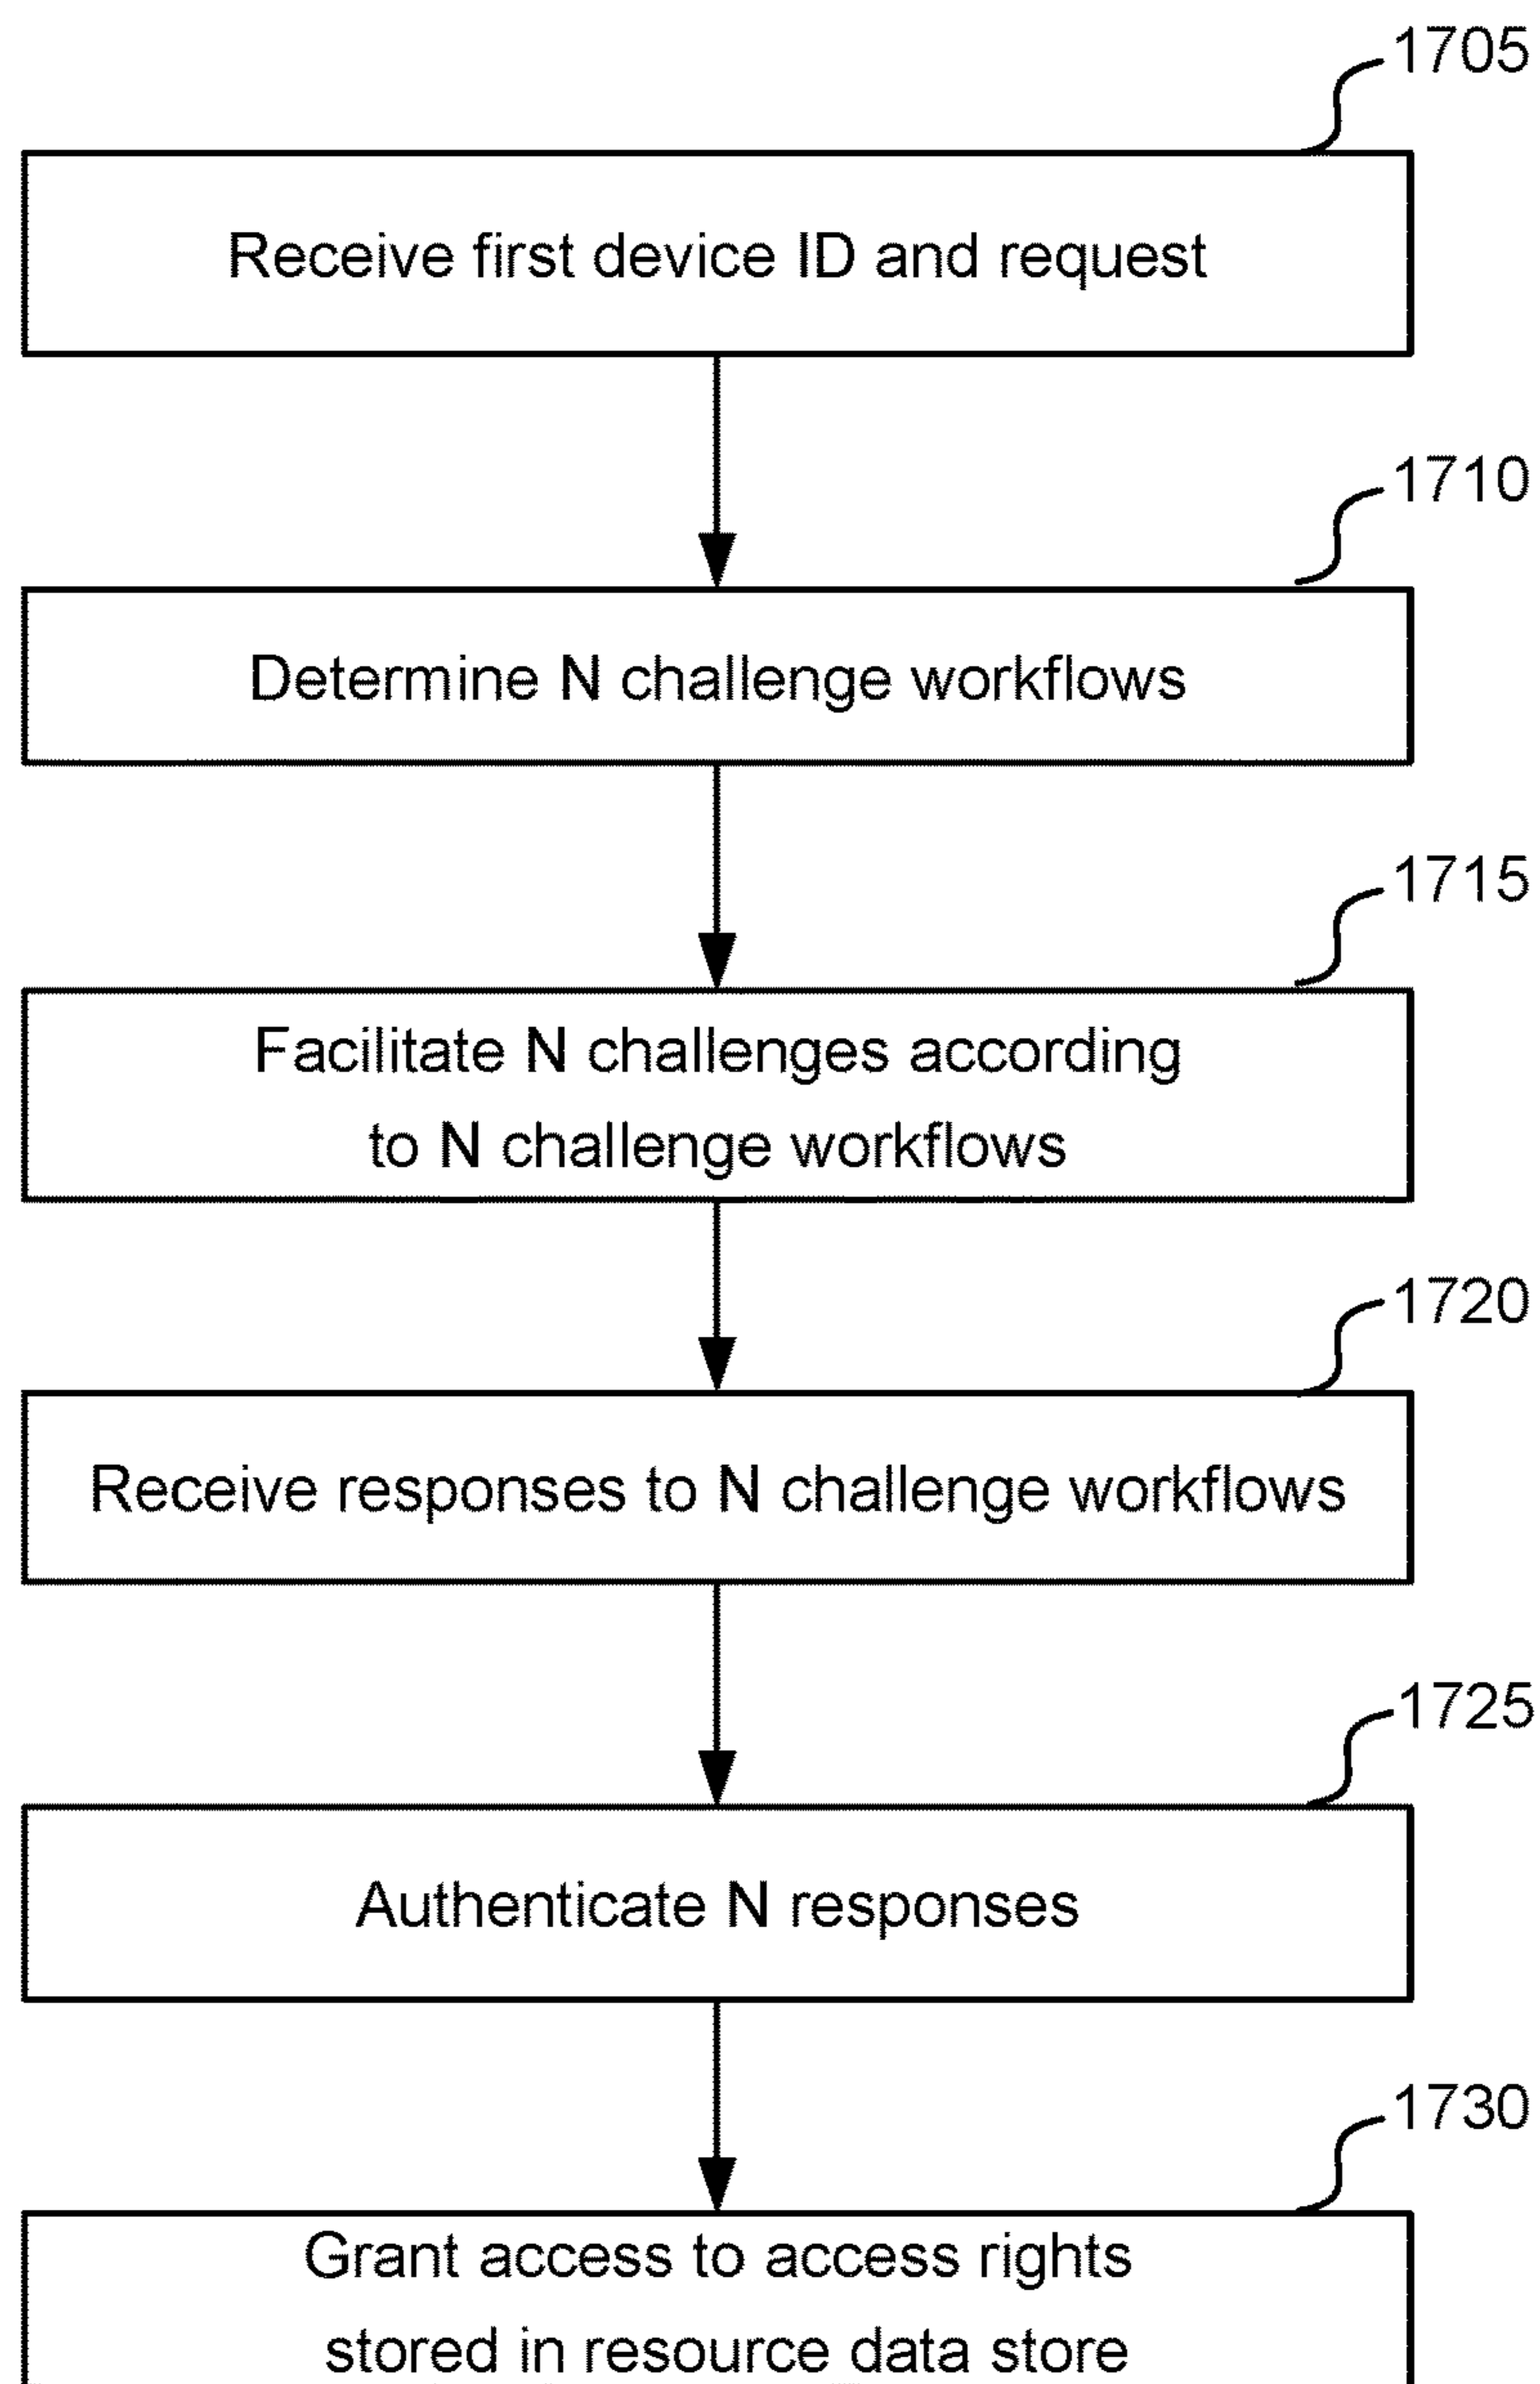 1705
Receive first device ID and request
1710
Determine N challenge workflows
1715
Facilitate N challenges according
to N challenge workflows
1720
Receive responses to N challenge workflows
1725
Authenticate N responses
1730
Grant access to access rights
stored in resource data store